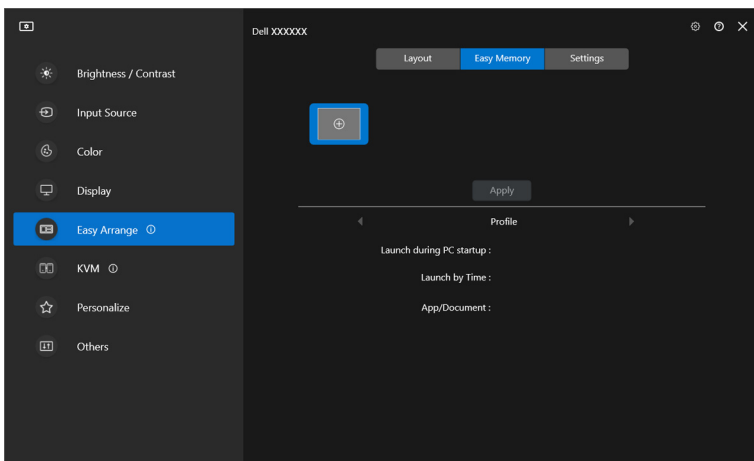 Dell XXXXXX
Layout
Easy Memory
Settings
Brightness / Contrast
Input Source
Color
Display
Easy Arrange
KVM
Personalize
Others
Apply
Profile
Launch during PC startup :
Launch by Time :
App/Document :